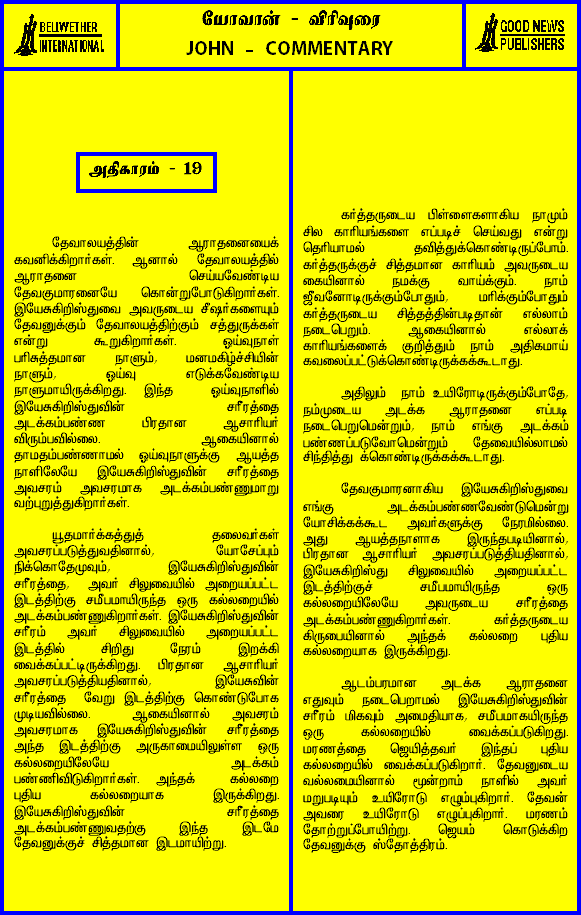 BELLWETHER
INTERNATIONAL
யோவான் - விரிவுரை
JOHN - COMMENTARY
GOOD NEWS
PUBLISHERS
அதிகாரம் - 19
தேவாலயத்தின் ஆராதனையைக்
கவனிக்கிறார்கள். ஆனால் தேவாலயத்தில்
ஆராதனை செய்யவேண்டிய
தேவகுமாரனையே கொன்றுபோடுகிறார்கள்.
இயேசுகிறிஸ்துவை அவருடைய சீஷர்களையும்
தேவனுக்கும் தேவாலயத்திற்கும் சத்துருக்கள்
என்று கூறுகிறார்கள். ஓய்வுநாள்
பரிசுத்தமான நாளும், மனமகிழ்ச்சியின்
நாளும், ஓய்வு எடுக்கவேண்டிய
நாளுமாயிருக்கிறது. இந்த ஓய்வுநாளில்
இயேசுகிறிஸ்துவின் சரீரத்தை
அடக்கம்பண்ண பிரதான ஆசாரியர்
விரும்பவில்லை. ஆகையினால்
தாமதம்பண்ணாமல் ஓய்வுநாளுக்கு ஆயத்த
நாளிலேயே இயேசுகிறிஸ்துவின் சரீரத்தை
அவசரம் அவசரமாக அடக்கம்பண்ணுமாறு
வற்புறுத்துகிறார்கள்.
யூதமார்க்கத்துத் தலைவர்கள்
அவசரப்படுத்துவதினால், யோசேப்பும்
நிக்கொதேமுவும், இயேசுகிறிஸ்துவின்
சரீரத்தை, அவர் சிலுவையில் அறையப்பட்ட
இடத்திற்கு சமீபமாயிருந்த ஒரு கல்லறையில்
அடக்கம்பண்ணுகிறார்கள். இயேசுகிறிஸ்துவின்
சரீரம் அவர் சிலுவையில் அறையப்பட்ட
இடத்தில் சிறிது நேரம் இறக்கி
வைக்கப்பட்டிருக்கிறது. பிரதான ஆசாரியர்
அவசரப்படுத்தியதினால், இயேசுவின்
சரீரத்தை வேறு இடத்திற்கு கொண்டுபோக
முடியவில்லை. ஆகையினால் அவசரம்
அவசரமாக இயேசுகிறிஸ்துவின் சரீரத்தை
அந்த இடத்திற்கு அருகாமையிலுள்ள ஒரு
கல்லறையிலேயே அடக்கம்
பண்ணிவிடுகிறார்கள். அந்தக் கல்லறை
புதிய கல்லறையாக இருக்கிறது.
இயேசுகிறிஸ்துவின் சரீரத்தை
அடக்கம்பண்ணுவதற்கு இந்த இடமே
தேவனுக்குச் சித்தமான இடமாயிற்று.
கர்த்தருடைய பிள்ளைகளாகிய நாமும்
சில காரியங்களை எப்படிச் செய்வது என்று
தெரியாமல் தவித்துக்கொண்டிருப்போம்.
கர்த்தருக்குச் சித்தமான காரியம் அவருடைய
கையினால் நமக்கு வாய்க்கும். நாம்
ஜீவனோடிருக்கும்போதும், மரிக்கும்போதும்
கர்த்தருடைய சித்தத்தின்படிதான் எல்லாம்
நடைபெறும். ஆகையினால் எல்லாக்
காரியங்களைக் குறித்தும் நாம் அதிகமாய்
கவலைப்பட்டுக்கொண்டிருக்கக்கூடாது.
அதிலும் நாம் உயிரோடிருக்கும்போதே,
நம்முடைய அடக்க ஆராதனை எப்படி
நடைபெறுமென்றும், நாம் எங்கு அடக்கம்
பண்ணப்படுவோமென்றும் தேவையில்லாமல்
சிந்தித்து க்கொண்டிருக்கக்கூடாது.
தேவகுமாரனாகிய இயேசுகிறிஸ்துவை
எங்கு அடக்கம்பண்ணவேண்டுமென்று
யோசிக்கக்கூட அவர்களுக்கு நேரமில்லை.
அது ஆயத்தநாளாக இருந்தபடியினால்,
பிரதான ஆசாரியர் அவசரப்படுத்தியதினால்,
இயேசுகிறிஸ்து சிலுவையில் அறையப்பட்ட
இடத்திற்குச் சமீபமாயிருந்த ஒரு
கல்லறையிலேயே அவருடைய சரீரத்தை
அடக்கம்பண்ணுகிறார்கள். கர்த்தருடைய
கிருபையினால் அந்தக் கல்லறை புதிய
கல்லறையாக இருக்கிறது.
ஆடம்பரமான அடக்க ஆராதனை
எதுவும் நடைபெறாமல் இயேசுகிறிஸ்துவின்
சரீரம் மிகவும் அமைதியாக, சமீபமாகயிருந்த
ஒரு கல்லறையில் வைக்கப்படுகிறது.
மரணத்தை ஜெயித்தவர் இந்தப் புதிய
கல்லறையில் வைக்கப்படுகிறார். தேவனுடைய
வல்லமையினால் மூன்றாம் நாளில் அவர்
மறுபடியும் உயிரோடு எழும்புகிறார். தேவன்
அவரை உயிரோடு எழுப்புகிறார். மரணம்
தோற்றுப்போயிற்று. ஜெயம் கொடுக்கிற
தேவனுக்கு ஸ்தோத்திரம்.